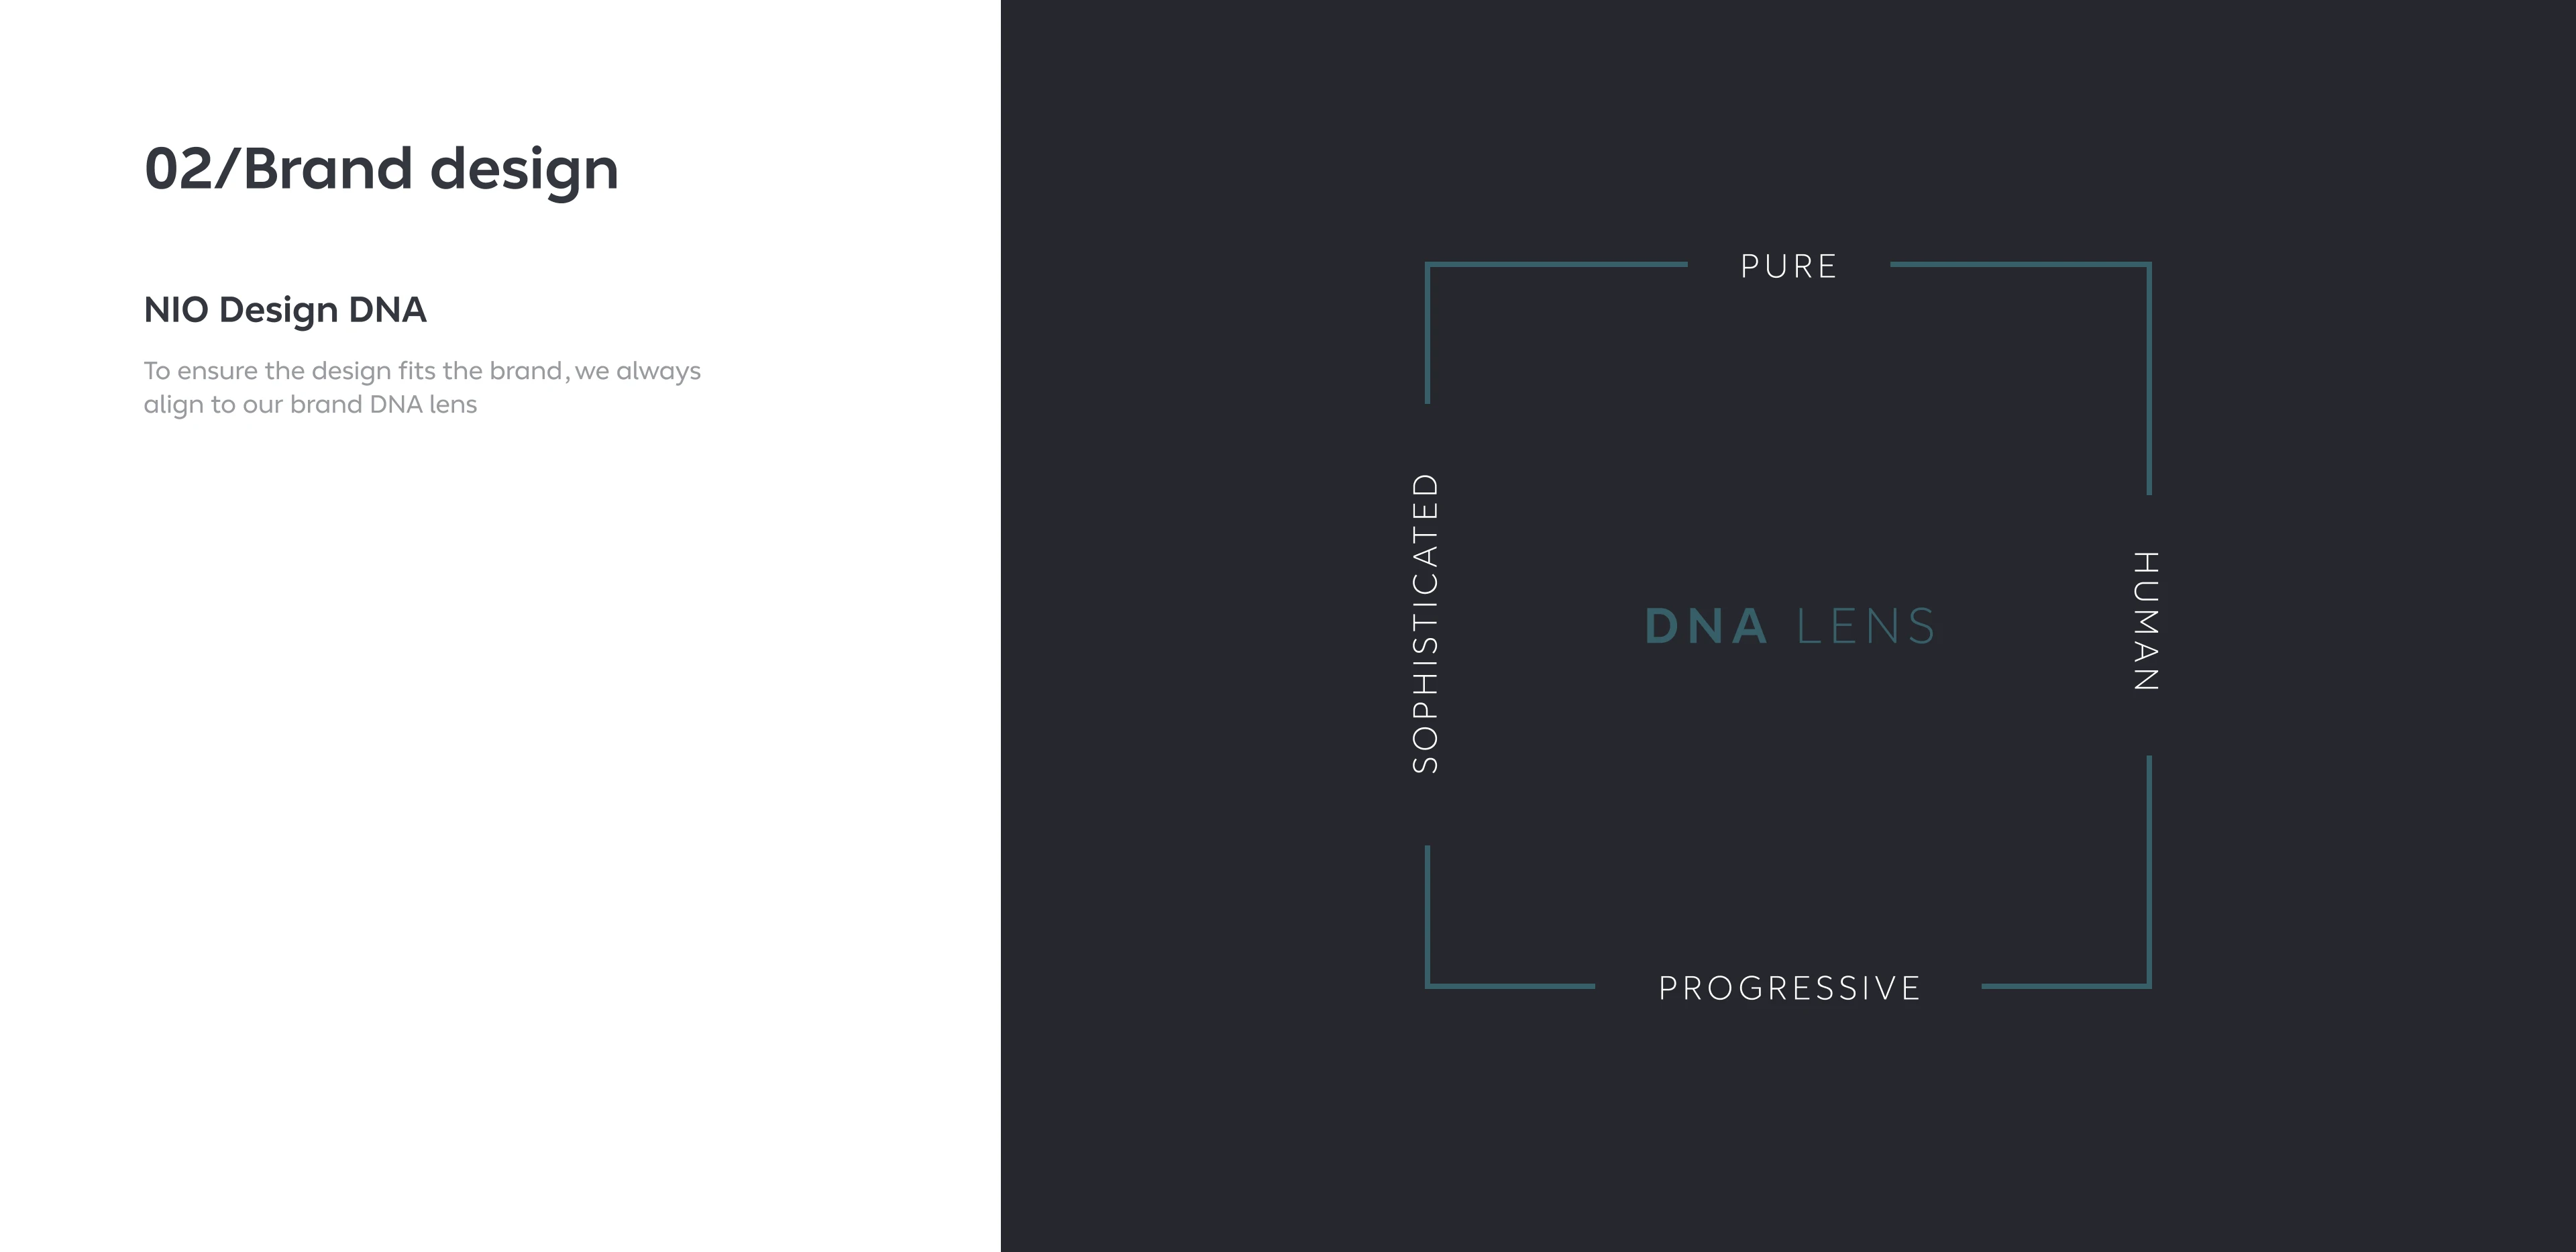 02/Brand design
NIO Design DNA
To ensure the design fits the brand, we always
align to our brand DNA lens
PURE
SOPHISTICATED
DNA LENS
HUMAN
PROGRESSIVE